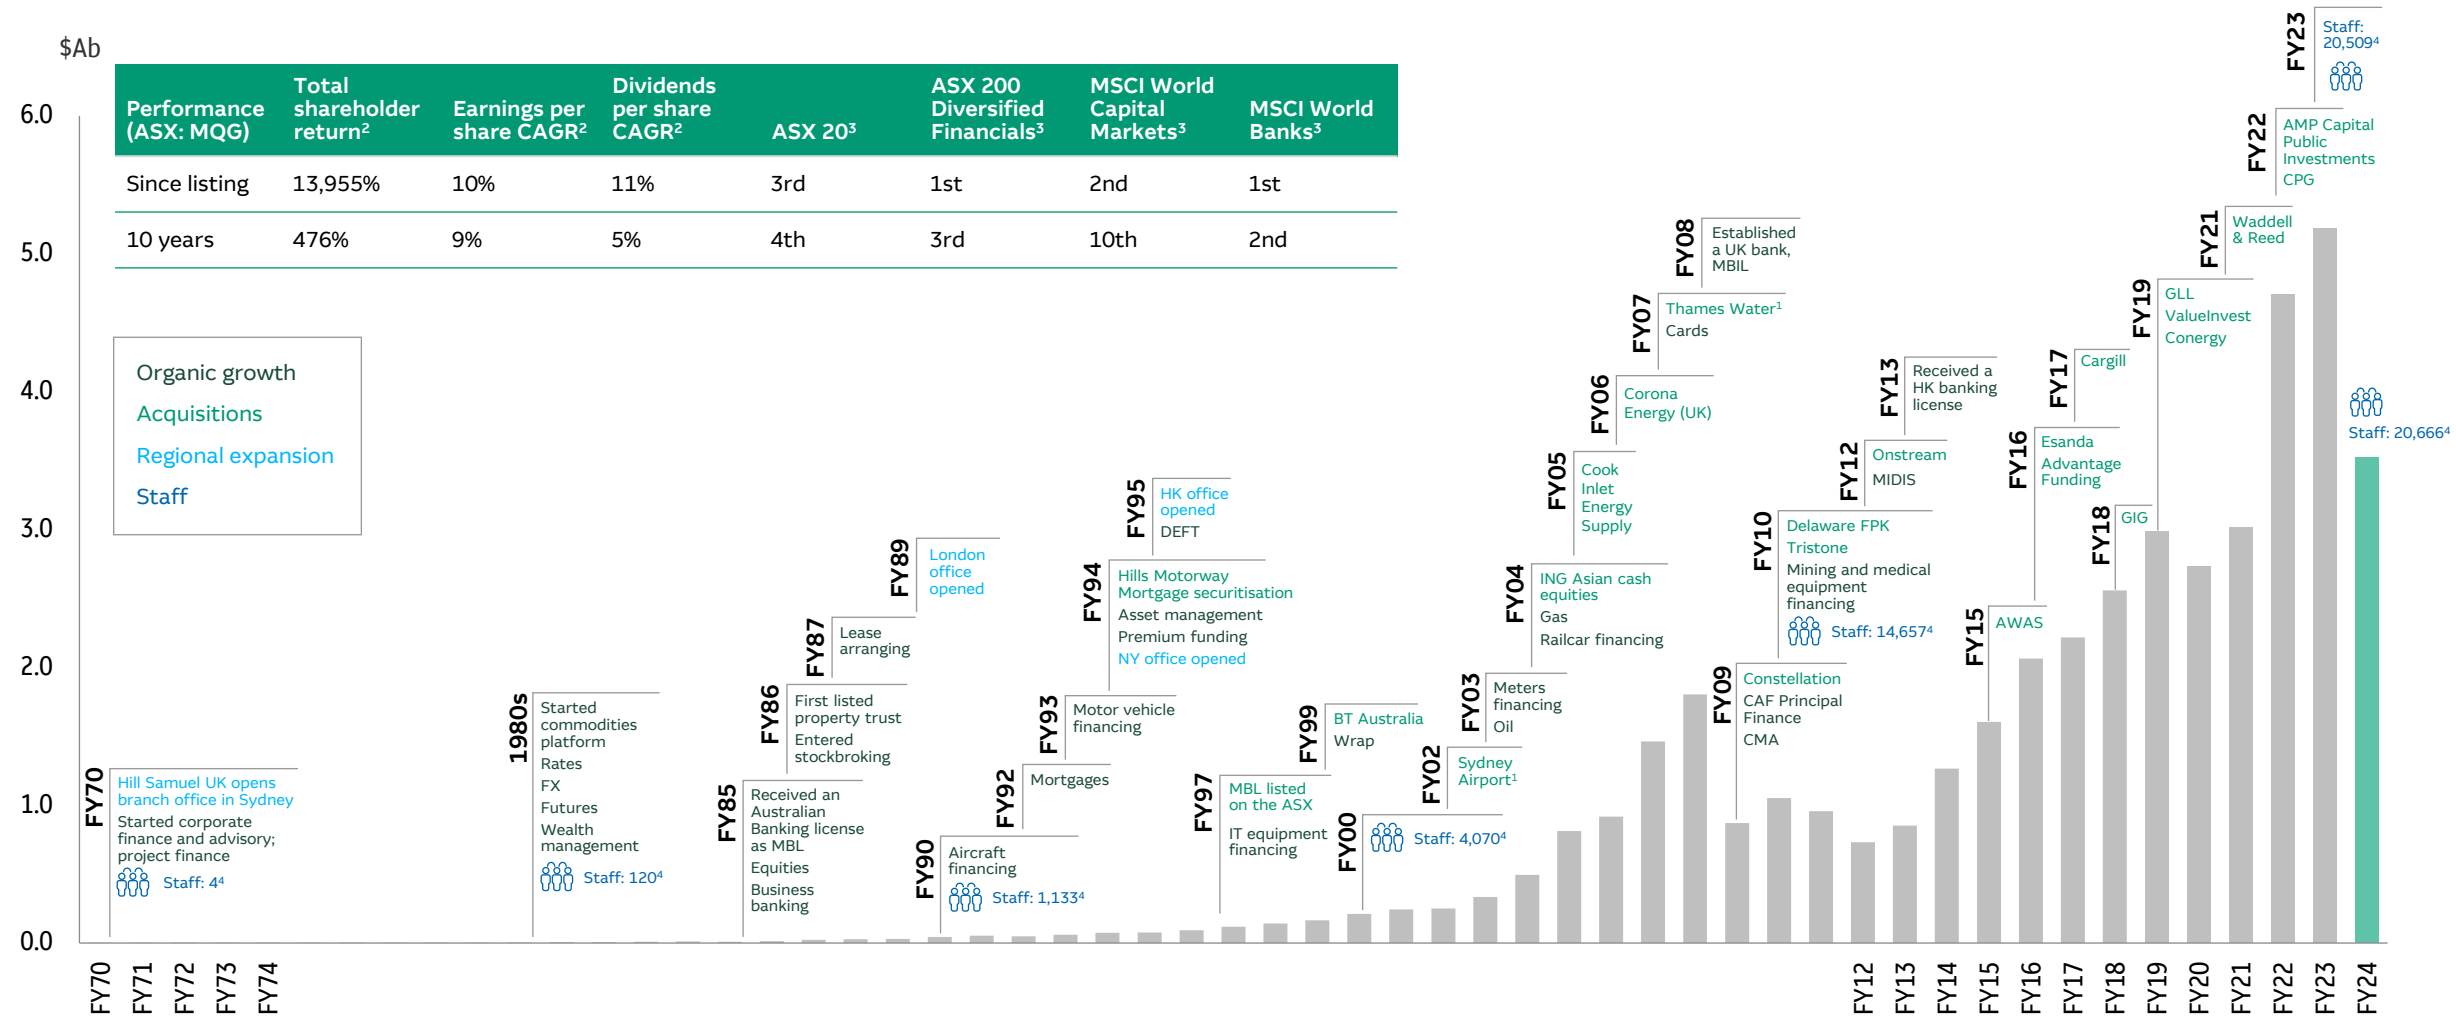 $Ab
6.0
5.0
4.0
3.0
2.0
1.0
0.0
Performance (ASX: MQG) Total shareholder return² Earnings per share CAGR² Dividends per share CAGR² ASX 20³ ASX 200 Diversified Financials³ MSCI World Capital Markets³ MSCI World Banks³
Since listing 13,955% 10% 11% 3rd 1st 2nd 1st
10 years 476% 9% 5% 4th 3rd 10th 2nd
Organic growth
Acquisitions
Regional expansion
Staff
FY70
Hill Samuel UK opens
branch office in Sydney
Started corporate
finance and advisory;
project finance
Staff: 4⁴
1980s
Started
commodities
platform
Rates
FX
Futures
Wealth
management
Staff: 120⁴
FY85
Received an
Australian
Banking license
as MBL
Equities
Business
banking
FY86
First listed
property trust
Entered
stockbroking
FY87
Lease
arranging
FY89
London
office
opened
FY90
Aircraft
financing
Staff: 1,133⁴
FY92
Mortgages
FY93
Motor vehicle
financing
FY94
Hills Motorway
Mortgage securitisation
Asset management
Premium funding
NY office opened
FY95
HK office
opened
DEFT
FY97
MBL listed
on the ASX
IT equipment
financing
FY99
BT Australia
Wrap
FY00
Staff: 4,070⁴
FY02
Sydney
Airport¹
FY03
Meters
financing
Oil
FY04
ING Asian cash
equities
Gas
Railcar financing
FY05
Cook
Inlet
Energy
Supply
FY06
Corona
Energy (UK)
FY07
Thames Water¹
Cards
FY08
Established
a UK bank,
MBIL
FY09
Constellation
CAF Principal
Finance
CMA
FY10
Delaware FPK
Tristone
Mining and medical
equipment
financing
Staff: 14,657⁴
FY12
Onstream
MIDIS
FY13
Received a
HK banking
license
FY15
AWAS
FY16
Esanda
Advantage
Funding
FY17
Cargill
FY18
GIG
FY19
GLL
ValueInvest
Conergy
FY21
Waddell
& Reed
FY22
AMP Capital
Public
Investments
CPG
FY23
Staff:
20,509⁴
Staff: 20,666⁴
FY70 FY71 FY72 FY73 FY74 FY12 FY13 FY14 FY15 FY16 FY17 FY18 FY19 FY20 FY21 FY22 FY23 FY24